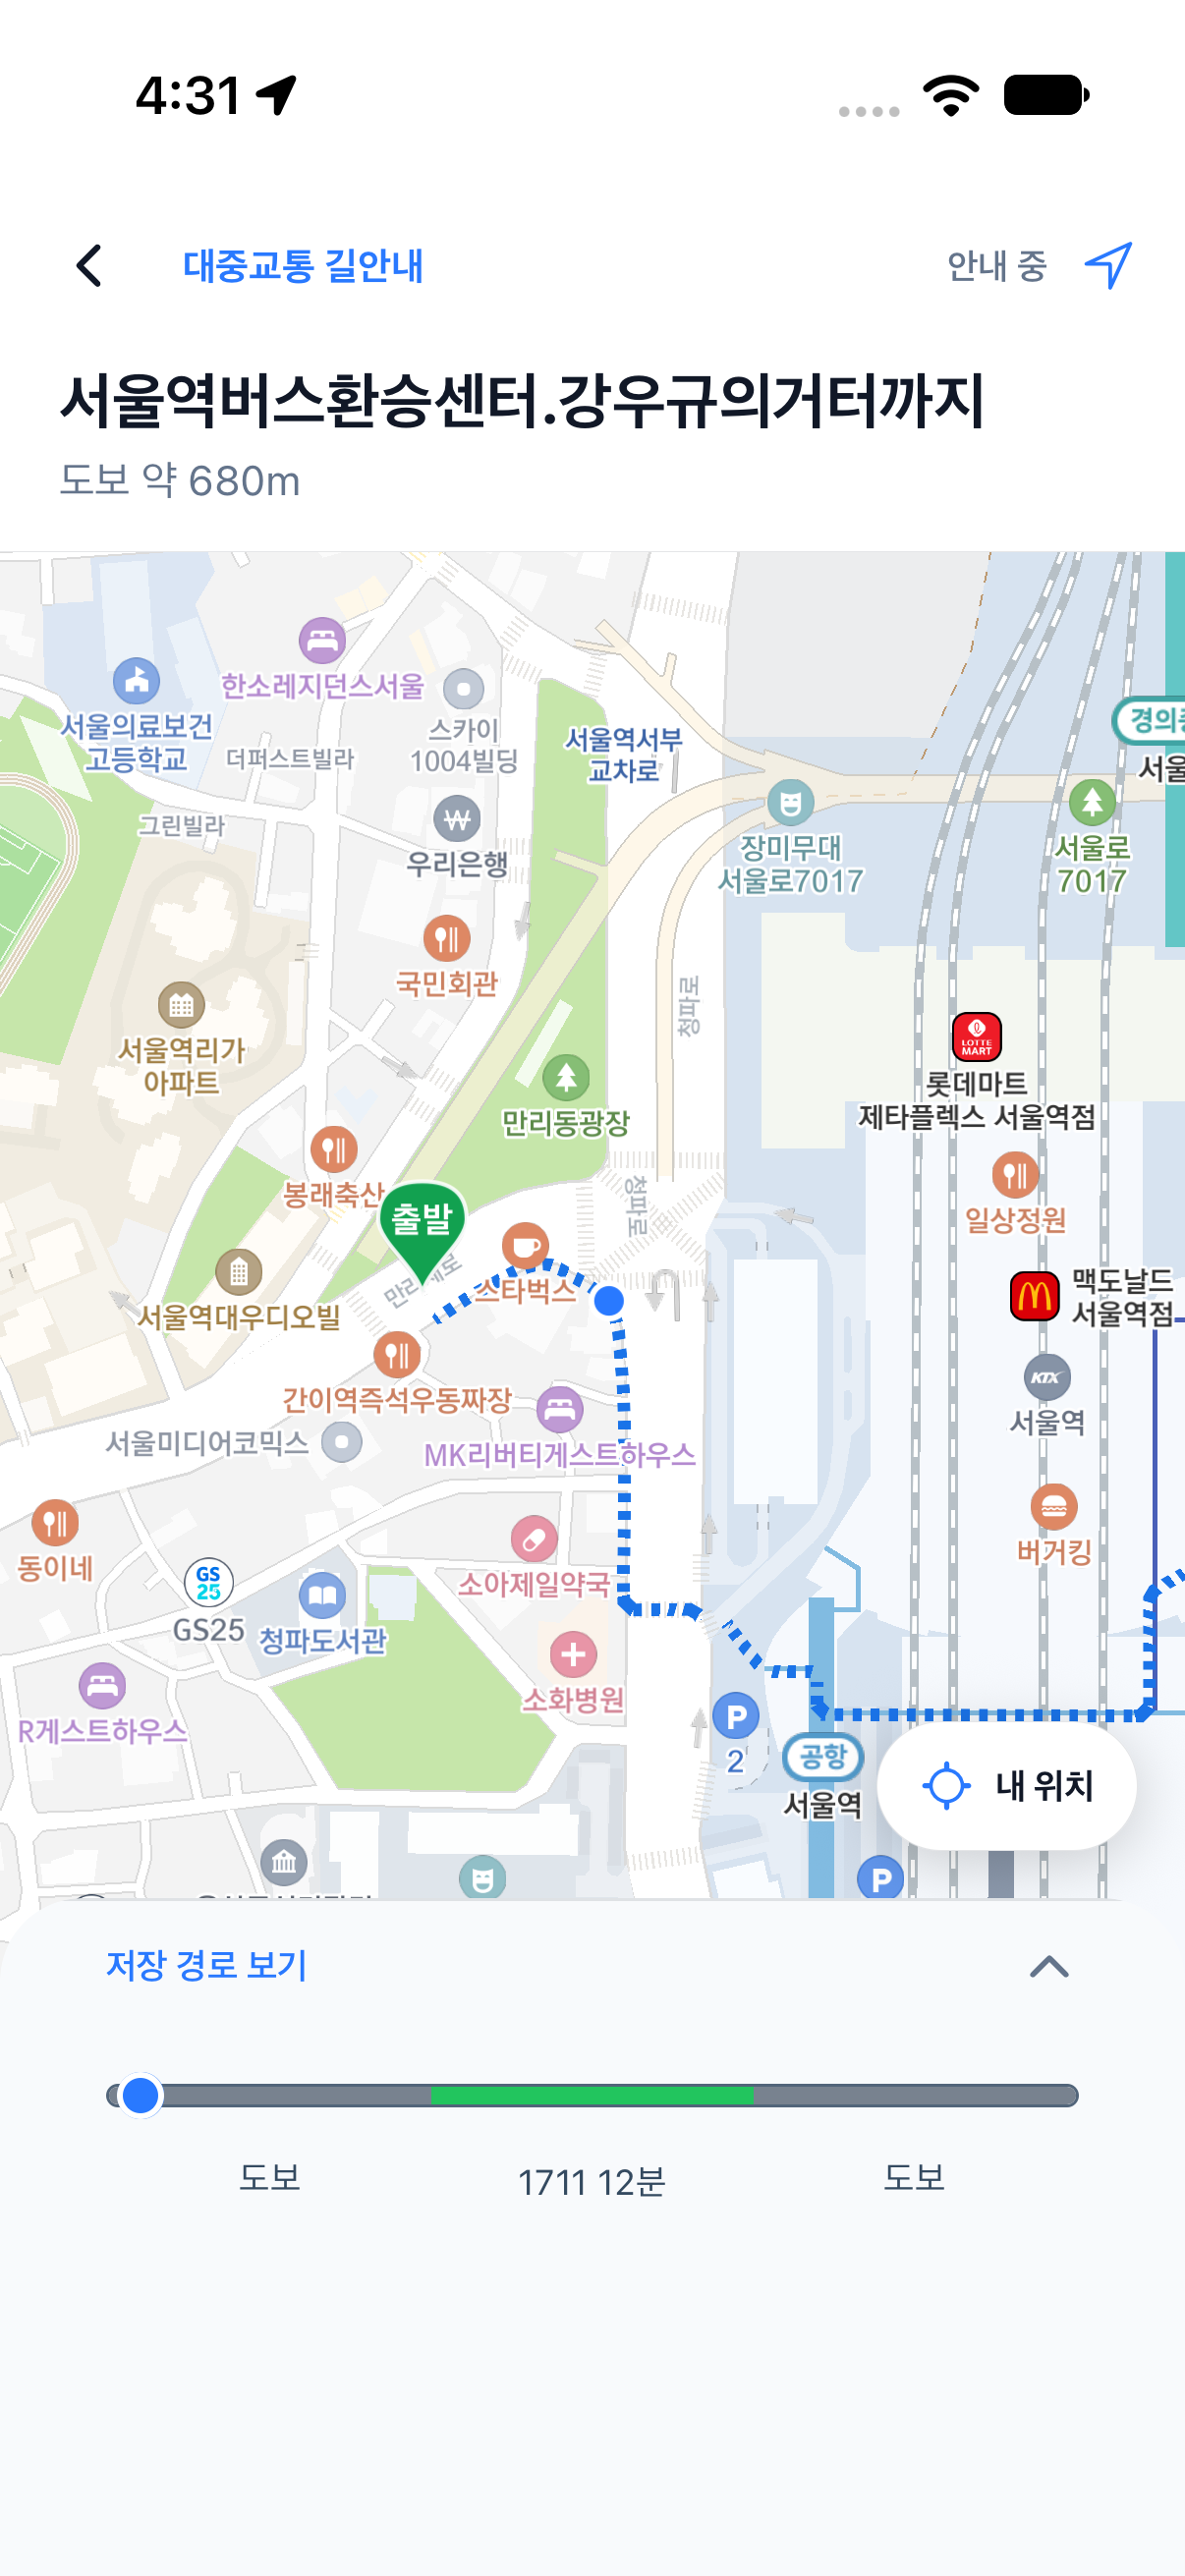 4:31
대중교통 길안내
안내 중
서울역버스환승센터.강우규의거터까지
도보 약 680m
한소레지던스서울
서울의료보건
고등학교
스카이
1004빌딩
더퍼스트빌라
서울역서부
교차로
그린빌라
우리은행
장미무대
서울로7017
서울로
7017
국민회관
청파로
서울역리가
아파트
LOTTE
MART
롯데마트
제타플렉스 서울역점
만리동광장
봉래축산
청파로
일상정원
출발
스타벅스
맥도날드
서울역점
서울역대우디오빌
KTX
서울역
간이역즉석우동짜장
서울미디어코믹스
MK리버티게스트하우스
버거킹
동이네
소아제일약국
GS
25
GS25
청파도서관
소화병원
R게스트하우스
P
2
공항
서울역
내 위치
P
저장 경로 보기
도보
1711 12분
도보